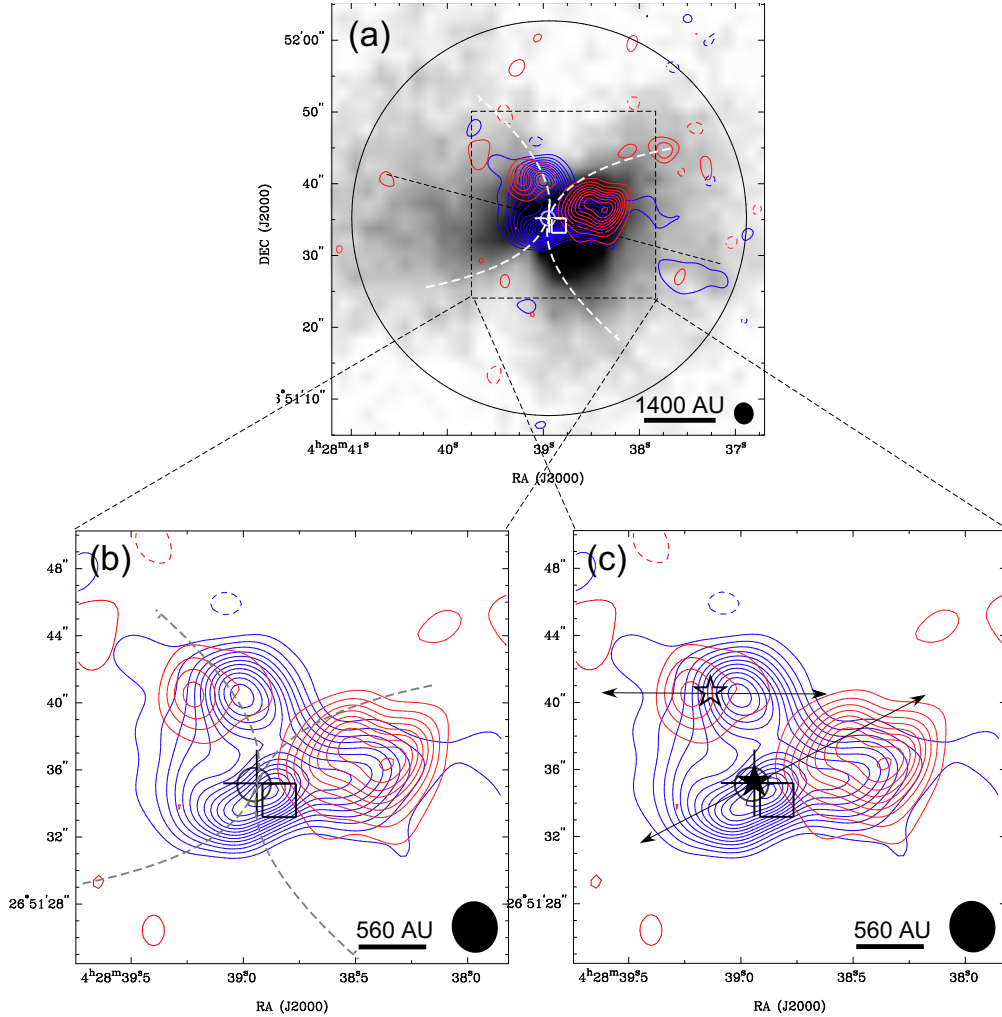 (a)
52'00"
50"
40"
30"
20"
3°51'10"
DEC (J2000)
1400 AU
4ʰ28ᵐ41ˢ
40ˢ
39ˢ
38ˢ
37ˢ
RA (J2000)
(b)
48"
44"
40"
36"
32"
26°51'28"
560 AU
4ʰ28ᵐ39ˢ.5
39ˢ.0
38ˢ.5
38ˢ.0
RA (J2000)
(c)
48"
44"
40"
36"
32"
26°51'28"
560 AU
4ʰ28ᵐ39ˢ.5
39ˢ.0
38ˢ.5
38ˢ.0
RA (J2000)